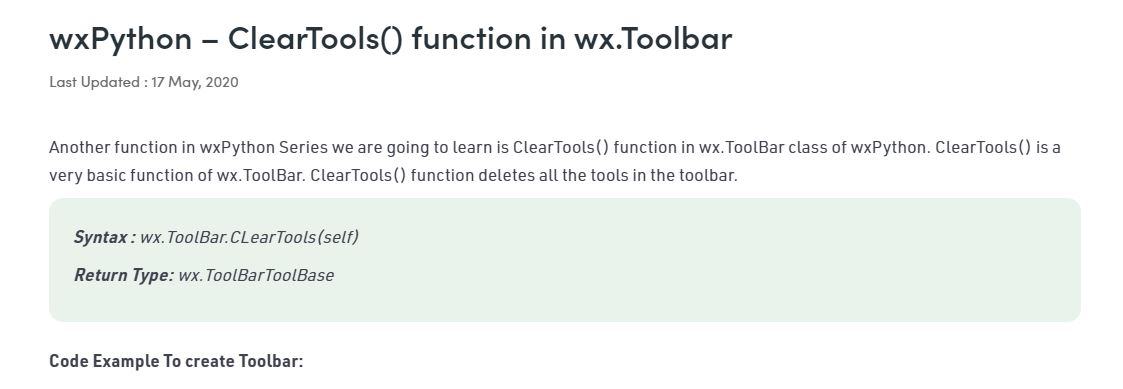 wxPython – ClearTools() function in wx.Toolbar
Last Updated : 17 May, 2020
Another function in wxPython Series we are going to learn is ClearTools() function in wx.ToolBar class of wxPython. ClearTools() is a
very basic function of wx.ToolBar. ClearTools() function deletes all the tools in the toolbar.
Syntax : wx.ToolBar.CLearTools(self)
Return Type: wx.ToolBarToolBase
Code Example To create Toolbar: